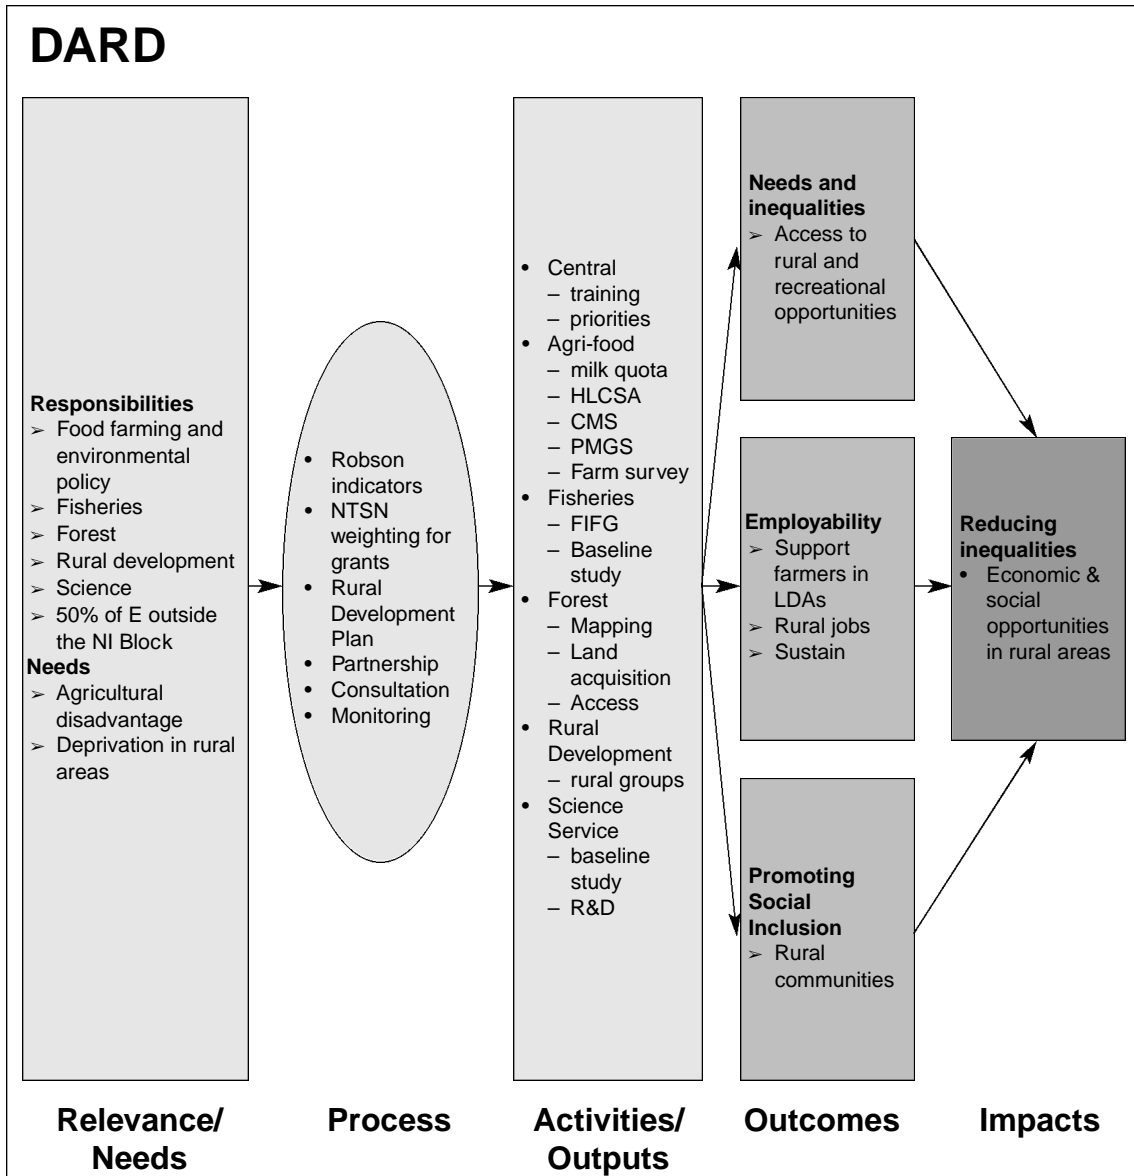 DARD
Responsibilities
➢ Food farming and
environmental
policy
➢ Fisheries
➢ Forest
➢ Rural development
➢ Science
➢ 50% of E outside
the NI Block
Needs
➢ Agricultural
disadvantage
➢ Deprivation in rural
areas
• Robson
indicators
• NTSN
weighting for
grants
• Rural
Development
Plan
• Partnership
• Consultation
• Monitoring
• Central
– training
– priorities
• Agri-food
– milk quota
– HLCSA
– CMS
– PMGS
– Farm survey
• Fisheries
– FIFG
– Baseline
study
• Forest
– Mapping
– Land
acquisition
– Access
• Rural
Development
– rural groups
• Science
Service
– baseline
study
– R&D
Needs and
inequalities
➢ Access to
rural and
recreational
opportunities
Employability
➢ Support
farmers in
LDAs
➢ Rural jobs
➢ Sustain
Promoting
Social
Inclusion
➢ Rural
communities
Reducing
inequalities
• Economic &
social
opportunities
in rural areas
Relevance/
Needs
Process
Activities/
Outputs
Outcomes
Impacts